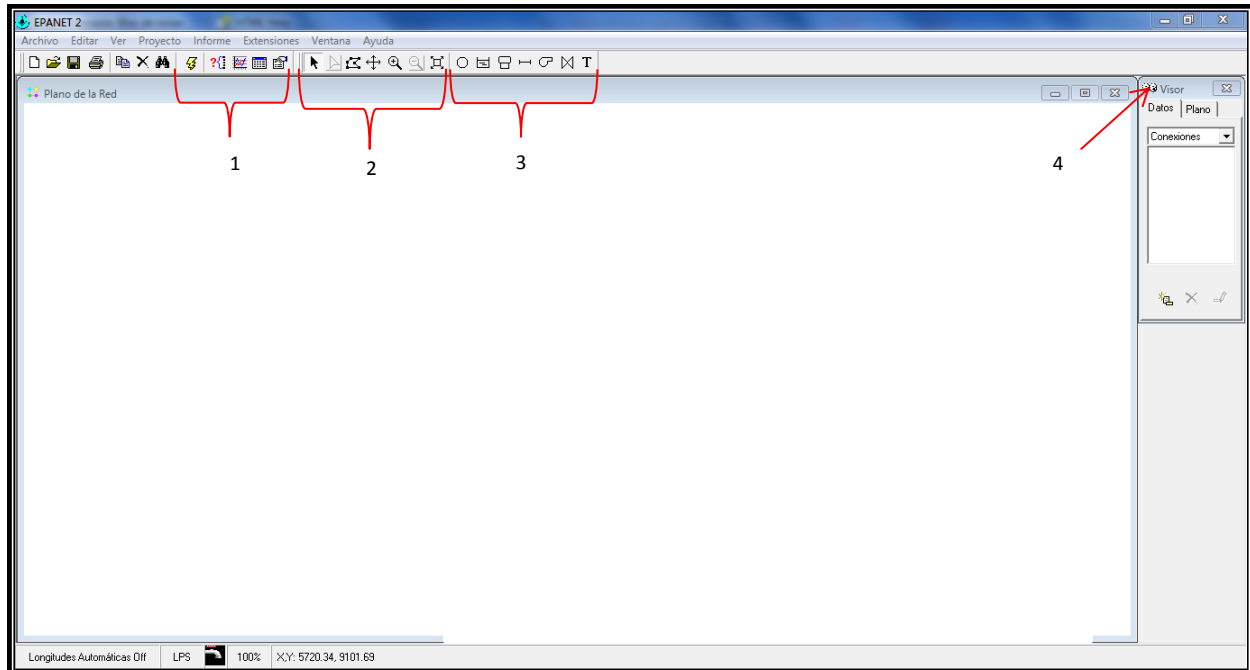 EPANET 2
Archivo Editar Ver Proyecto Informe Extensiones Ventana Ayuda
T
Plano de la Red
Visor
Datos Plano
Conexiones
1
2
3
4
Longitudes Automáticas Off LPS 100% X,Y: 5720.34, 9101.69